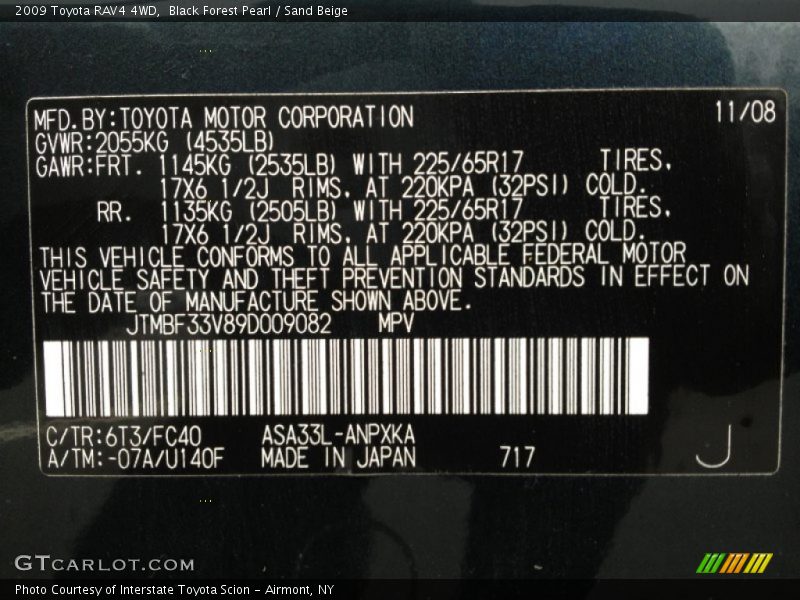 2009 Toyota RAV4 4WD,  Black Forest Pearl / Sand Beige
MFD.BY:TOYOTA MOTOR CORPORATION 11/08
GVWR:2055KG (4535LB)
GAWR:FRT. 1145KG (2535LB) WITH 225/65R17 TIRES,
17X6 1/2J RIMS, AT 220KPA (32PSI) COLD.
RR. 1135KG (2505LB) WITH 225/65R17 TIRES,
17X6 1/2J RIMS, AT 220KPA (32PSI) COLD.
THIS VEHICLE CONFORMS TO ALL APPLICABLE FEDERAL MOTOR
VEHICLE SAFETY AND THEFT PREVENTION STANDARDS IN EFFECT ON
THE DATE OF MANUFACTURE SHOWN ABOVE.
JTMBF33V89D009082 MPV
C/TR:6T3/FC40 ASA33L-ANPXKA
A/TM:-07A/U140F MADE IN JAPAN 717 J
GTCARLOT.COM
Photo Courtesy of Interstate Toyota Scion - Airmont, NY